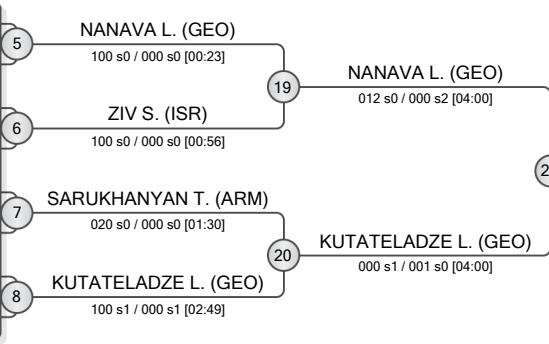 5
NANAVA L. (GEO)
100 s0 / 000 s0 [00:23]
19
NANAVA L. (GEO)
012 s0 / 000 s2 [04:00]
6
ZIV S. (ISR)
100 s0 / 000 s0 [00:56]
7
SARUKHANYAN T. (ARM)
020 s0 / 000 s0 [01:30]
20
KUTATELADZE L. (GEO)
000 s1 / 001 s0 [04:00]
8
KUTATELADZE L. (GEO)
100 s1 / 000 s1 [02:49]